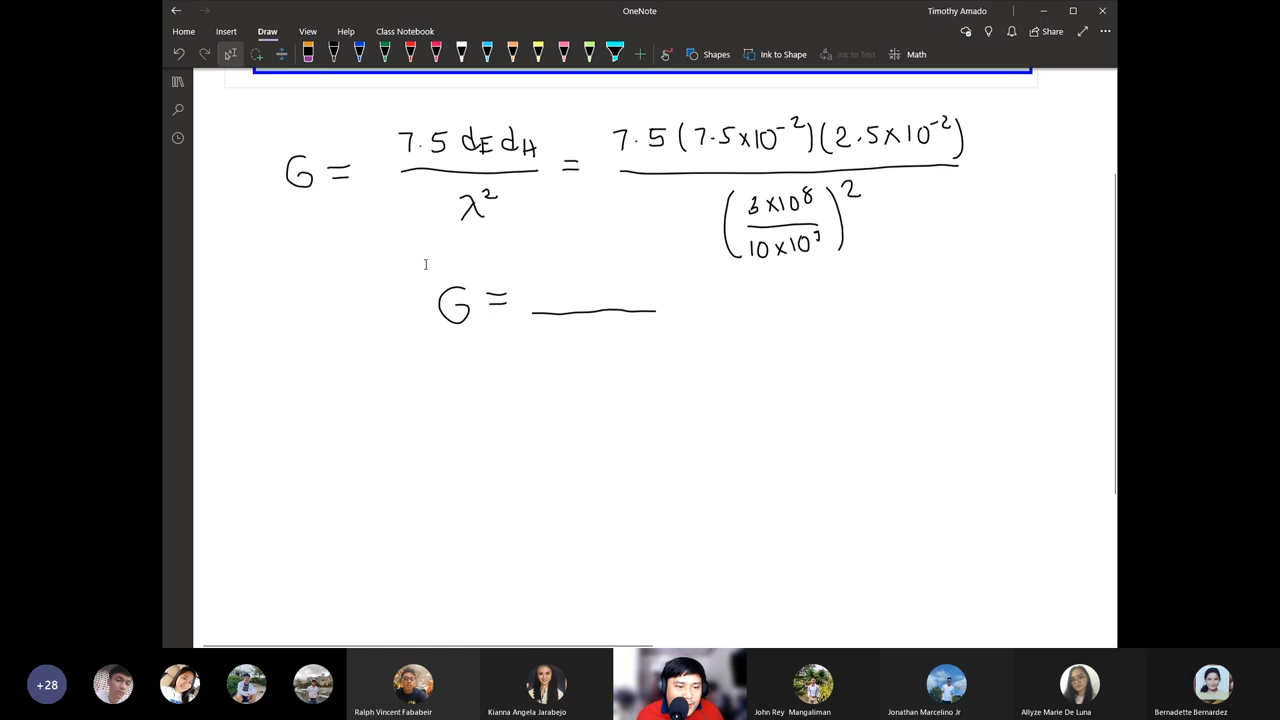 OneNote
Timothy Amado
Home Insert Draw View Help Class Notebook
Share
Shapes Ink to Shape Ink to Text Math
G = 7.5 dE dH / λ² = 7.5 (7.5x10⁻²)(2.5x10⁻²) / (3x10⁸ / 10x10⁹)²
G = ______
+28
Ralph Vincent Fababeir Kianna Angela Jarabejo John Rey Mangaliman Jonathan Marcelino Jr Allyze Marie De Luna Bernadette Bernardez